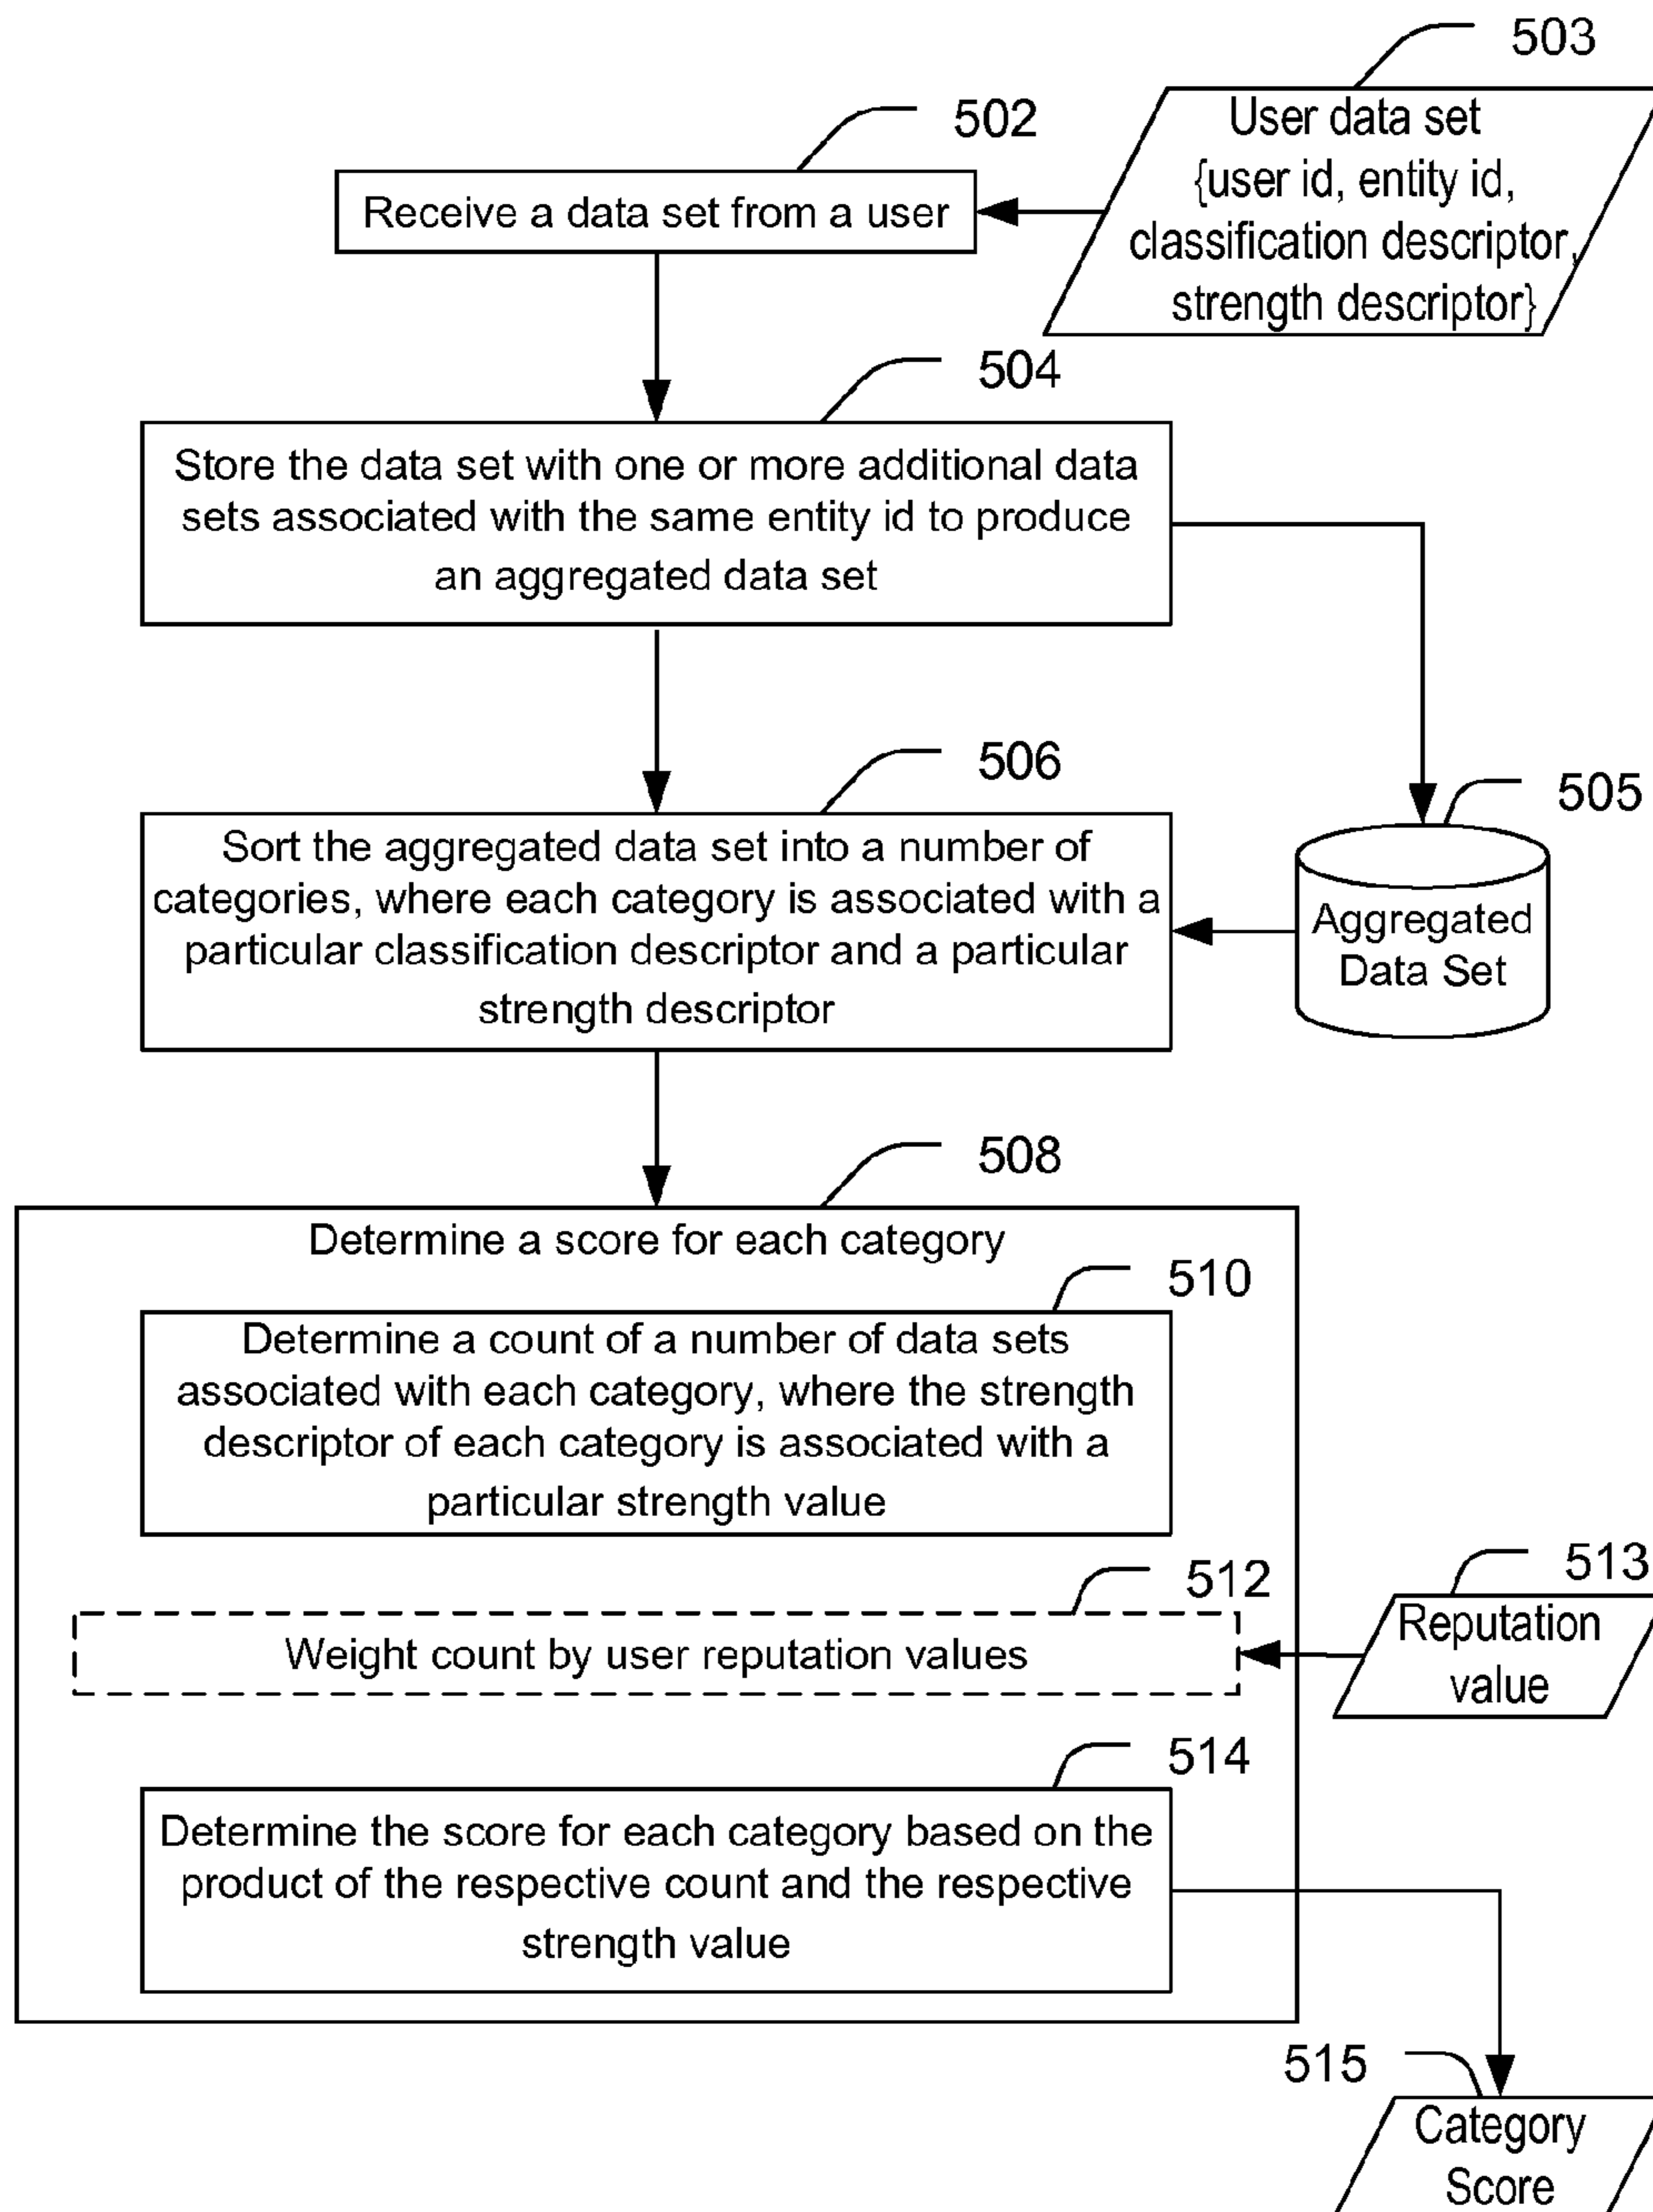 503
User data set
{user id, entity id,
classification descriptor,
strength descriptor}
502
Receive a data set from a user
504
Store the data set with one or more additional data
sets associated with the same entity id to produce
an aggregated data set
506
Sort the aggregated data set into a number of
categories, where each category is associated with a
particular classification descriptor and a particular
strength descriptor
505
Aggregated
Data Set
508
Determine a score for each category
510
Determine a count of a number of data sets
associated with each category, where the strength
descriptor of each category is associated with a
particular strength value
512
Weight count by user reputation values
513
Reputation
value
514
Determine the score for each category based on the
product of the respective count and the respective
strength value
515
Category
Score